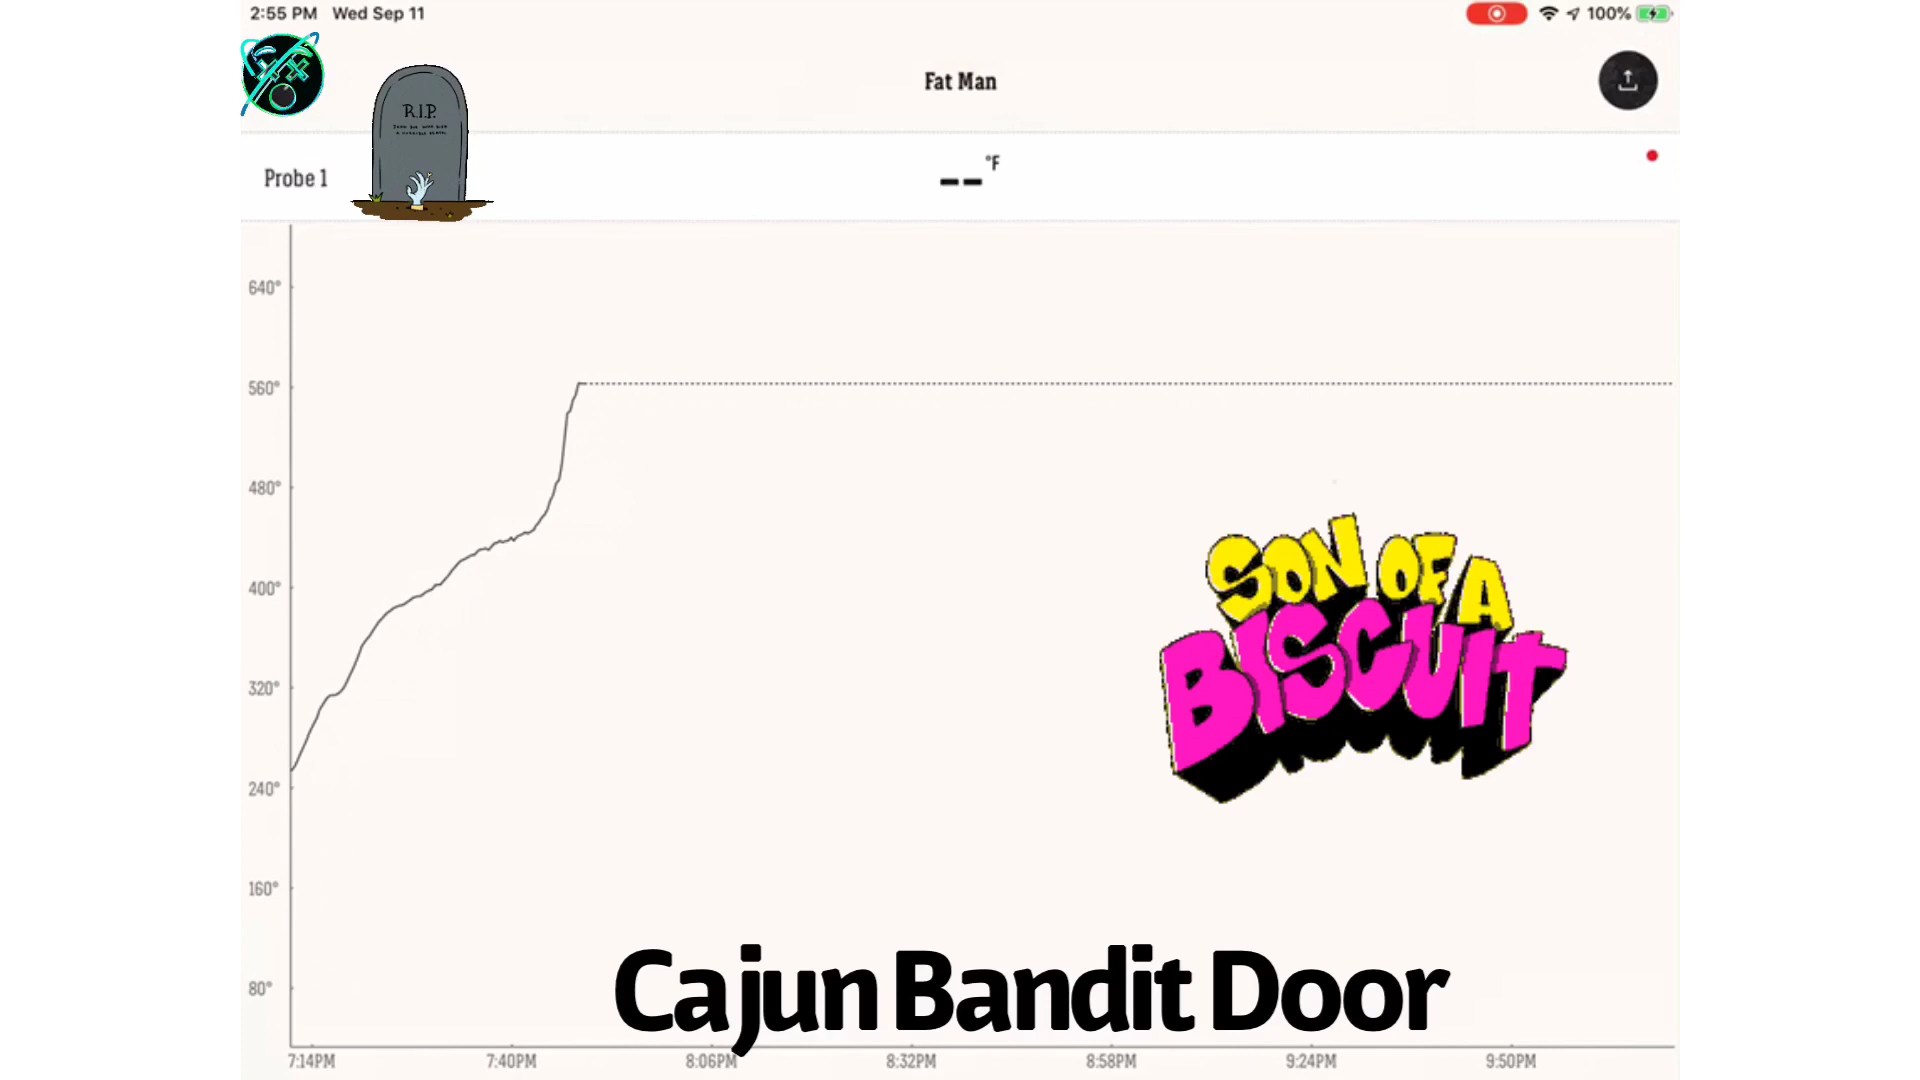 2:55 PM Wed Sep 11
100%
Fat Man
R.I.P.
Probe 1
-- °F
640°
560°
480°
400°
320°
240°
160°
80°
SON OF A
BISCUIT
Cajun Bandit Door
7:14PM 7:40PM 8:06PM 8:32PM 8:58PM 9:24PM 9:50PM